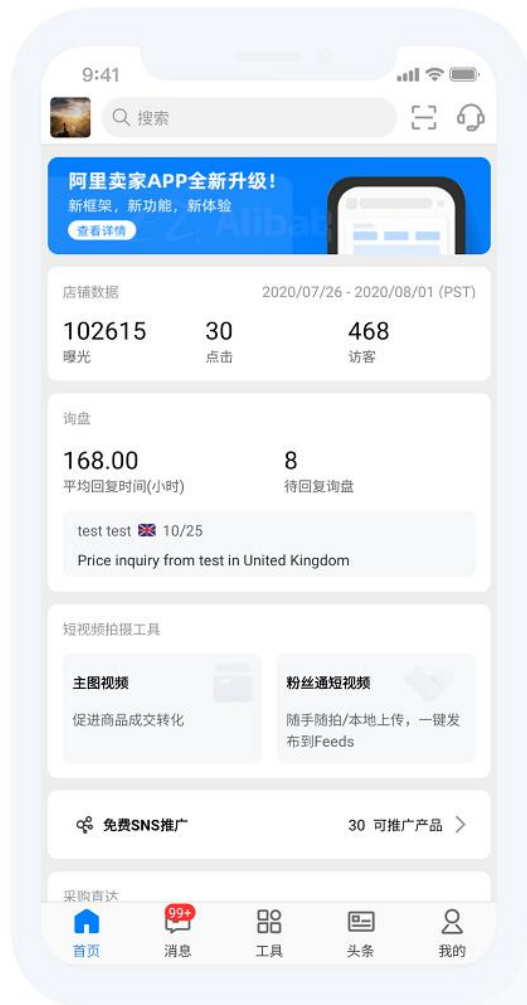 9:41
搜索
阿里卖家APP全新升级！
新框架，新功能，新体验
查看详情
店铺数据 2020/07/26 - 2020/08/01 (PST)
102615 30 468
曝光 点击 访客
询盘
168.00 8
平均回复时间(小时) 待回复询盘
test test 10/25
Price inquiry from test in United Kingdom
短视频拍摄工具
主图视频 粉丝通短视频
促进商品成交转化 随手随拍/本地上传，一键发
布到Feeds
免费SNS推广 30 可推广产品
采购直达
99+
首页 消息 工具 头条 我的